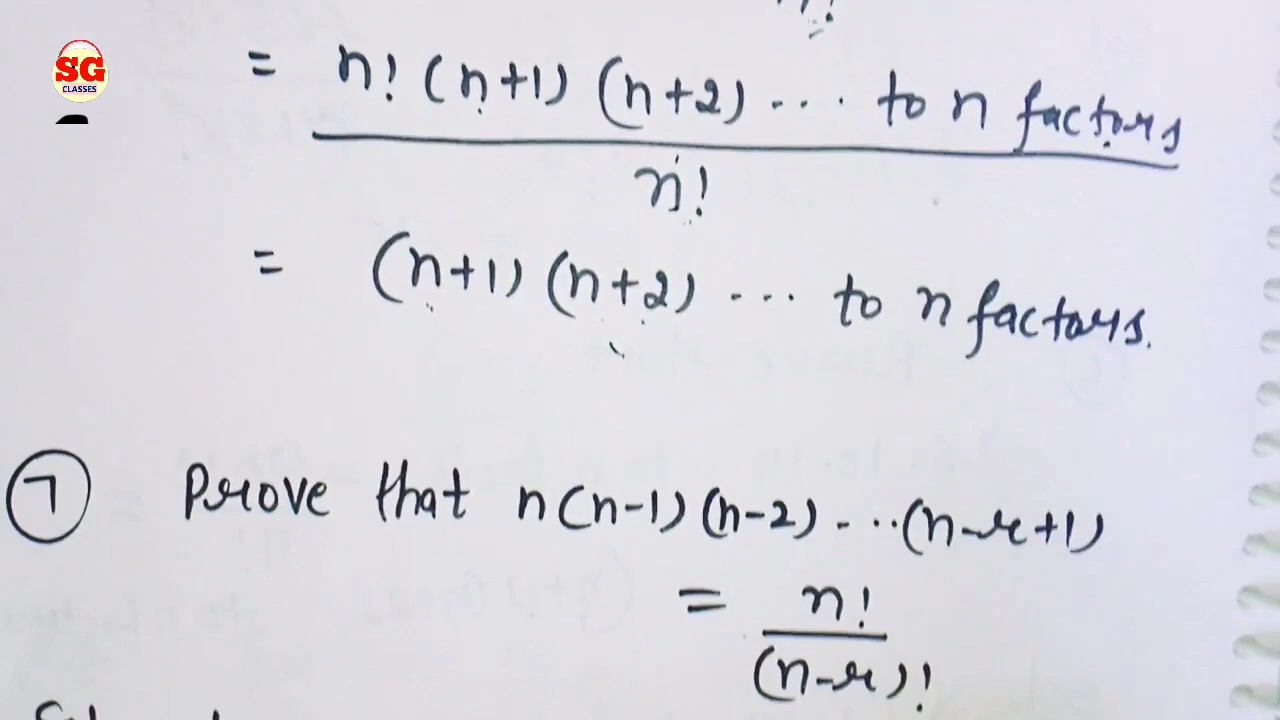 SG
CLASSES
= n! (n+1) (n+2) .... to n factors
n!
= (n+1) (n+2) ... to n factors.
7 Prove that n(n-1)(n-2)-...(n-r+1)
= n!
(n-r)!